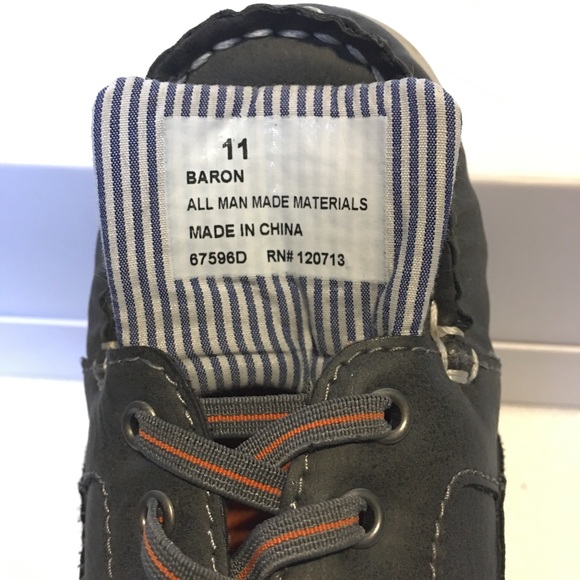 11
BARON
ALL MAN MADE MATERIALS
MADE IN CHINA
67596D RN# 120713